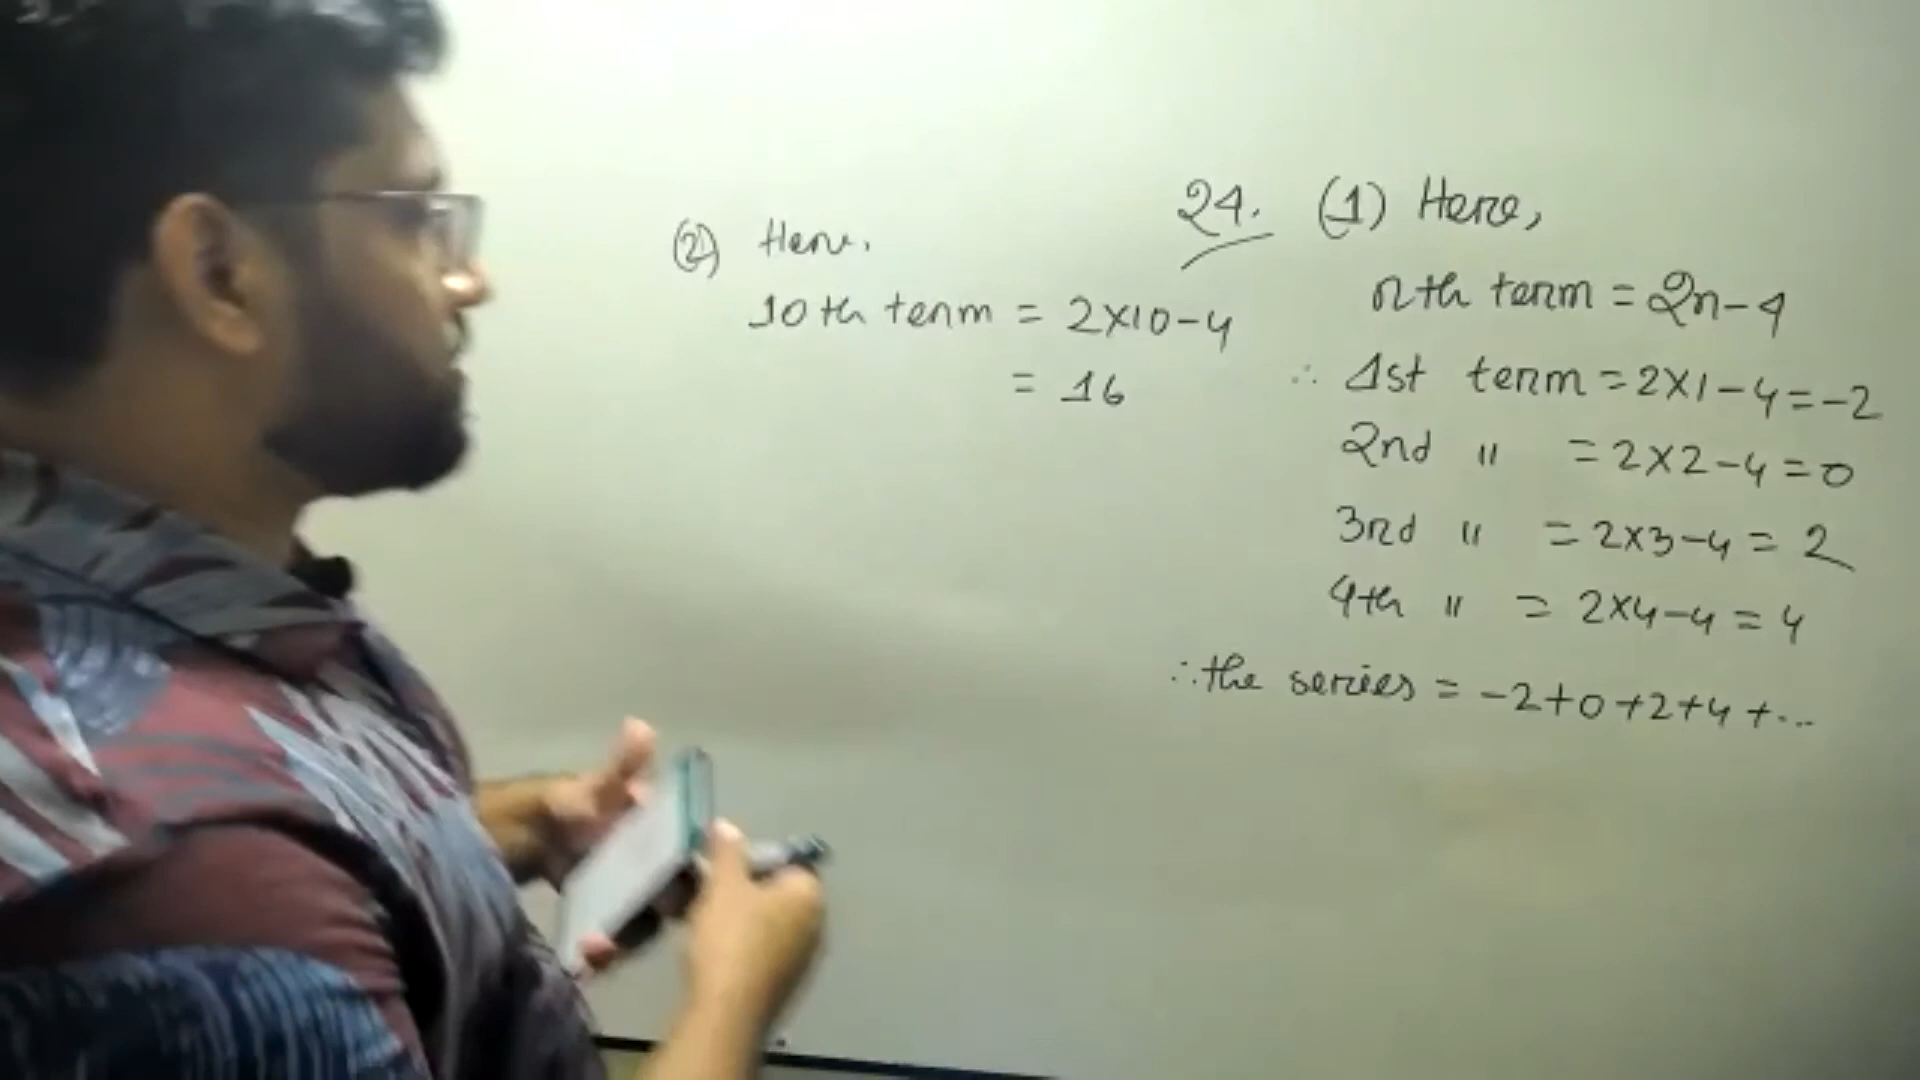 24. (1) Here,
nth term = 2n-4
∴ 1st term = 2×1-4=-2
2nd " = 2×2-4=0
3rd " = 2×3-4=2
4th " = 2×4-4=4
∴ the series = -2+0+2+4+...
(2) Here,
10th term = 2×10-4
= 16